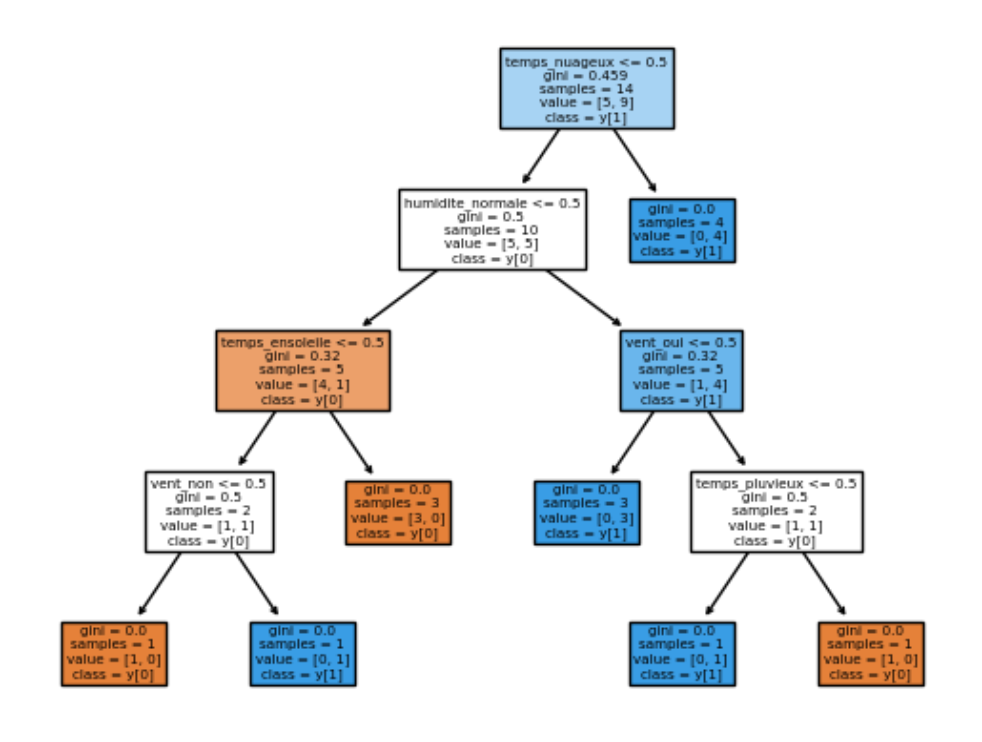 temps_nuageux <= 0.5
gini = 0.459
samples = 14
value = [5, 9]
class = y[1]
humidite_normale <= 0.5
gini = 0.5
samples = 10
value = [5, 5]
class = y[0]
gini = 0.0
samples = 4
value = [0, 4]
class = y[1]
temps_ensoleile <= 0.5
gini = 0.32
samples = 5
value = [4, 1]
class = y[0]
vent_oui <= 0.5
gini = 0.32
samples = 5
value = [1, 4]
class = y[1]
vent_non <= 0.5
gini = 0.5
samples = 2
value = [1, 1]
class = y[0]
gini = 0.0
samples = 3
value = [3, 0]
class = y[0]
gini = 0.0
samples = 3
value = [0, 3]
class = y[1]
temps_pluvieux <= 0.5
gini = 0.5
samples = 2
value = [1, 1]
class = y[0]
gini = 0.0
samples = 1
value = [1, 0]
class = y[0]
gini = 0.0
samples = 1
value = [0, 1]
class = y[1]
gini = 0.0
samples = 1
value = [0, 1]
class = y[1]
gini = 0.0
samples = 1
value = [1, 0]
class = y[0]